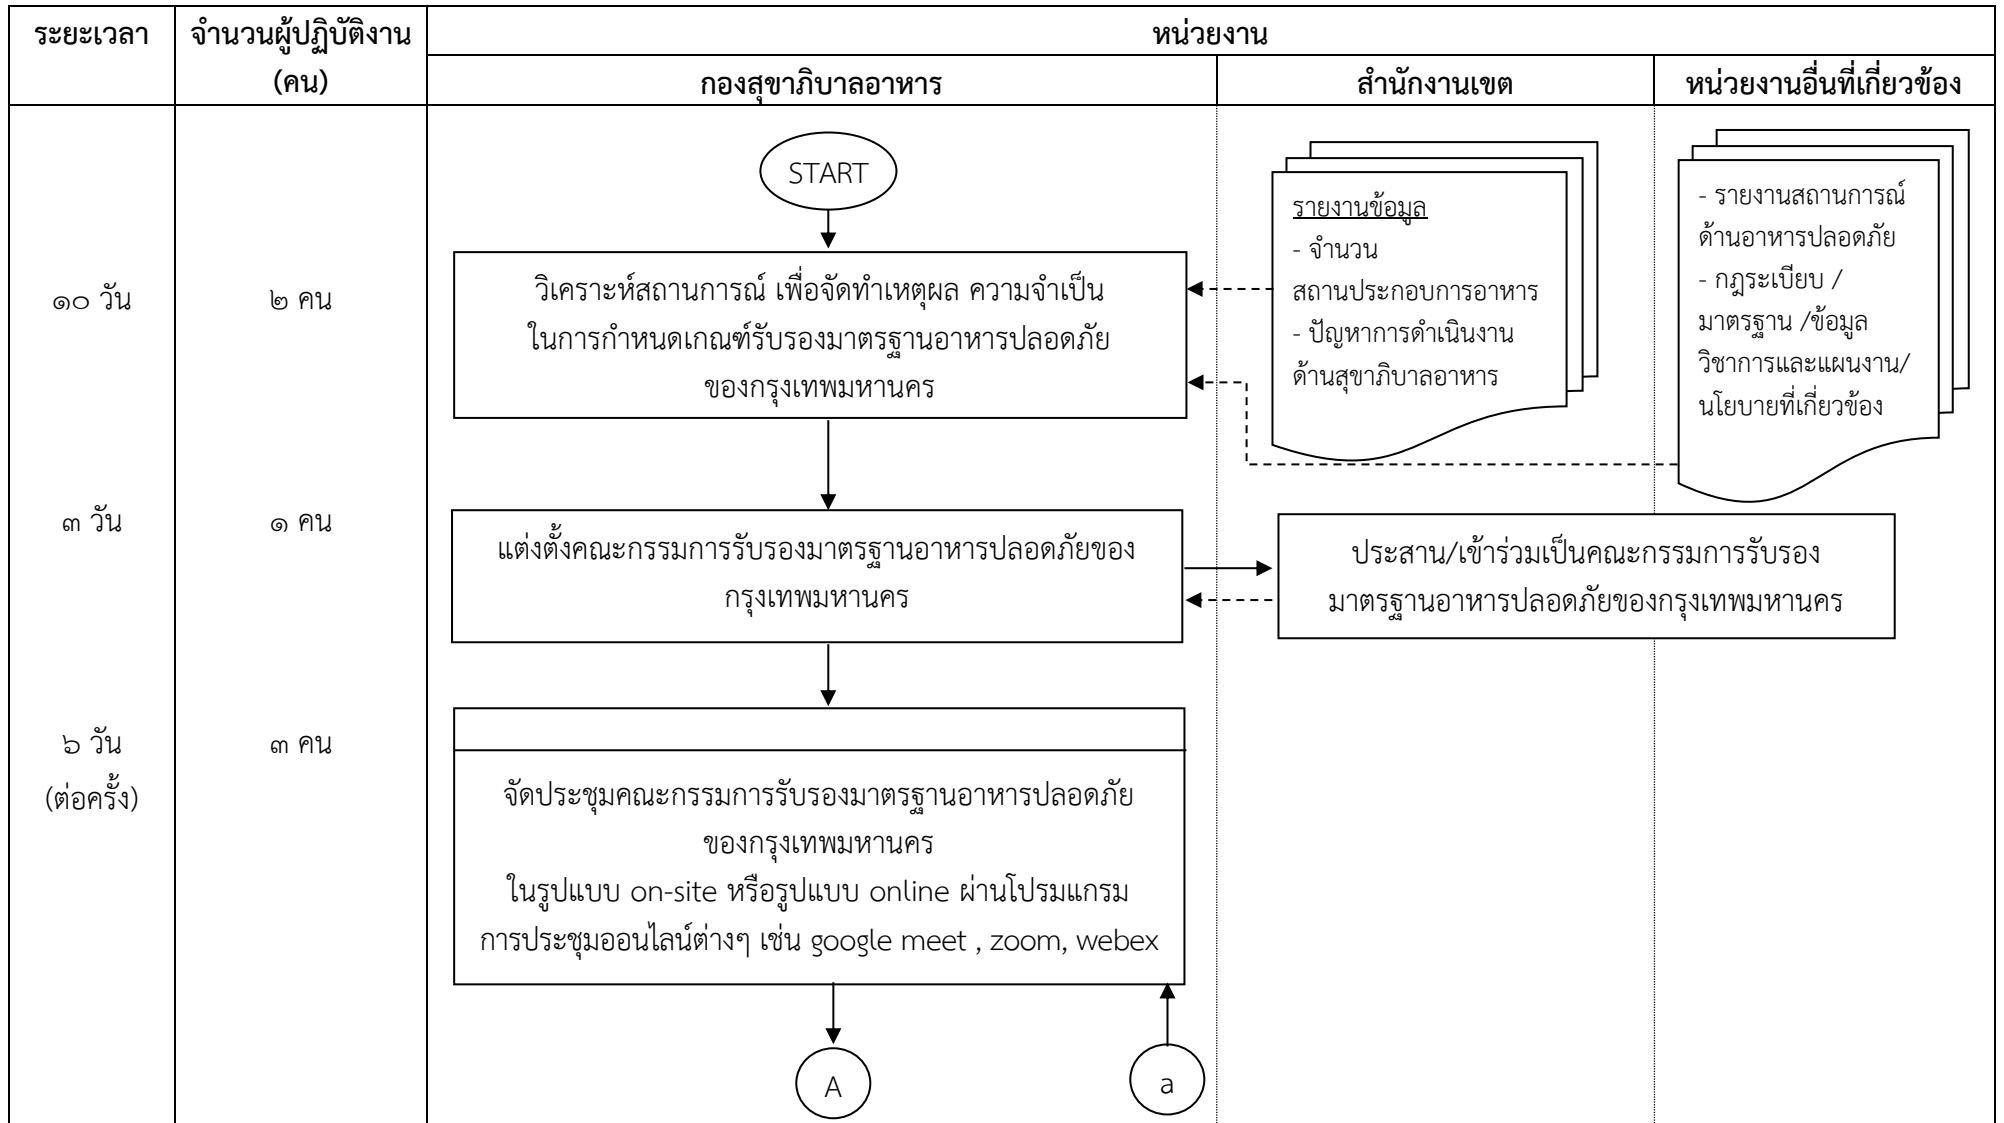 ระยะเวลา
จำนวนผู้ปฏิบัติงาน
(คน)
หน่วยงาน
กองสุขาภิบาลอาหาร
สำนักงานเขต
หน่วยงานอื่นที่เกี่ยวข้อง
START
๑๐ วัน
๒ คน
วิเคราะห์สถานการณ์ เพื่อจัดทำเหตุผล ความจำเป็น
ในการกำหนดเกณฑ์รับรองมาตรฐานอาหารปลอดภัย
ของกรุงเทพมหานคร
รายงานข้อมูล
- จำนวน
สถานประกอบการอาหาร
- ปัญหาการดำเนินงาน
ด้านสุขาภิบาลอาหาร
- รายงานสถานการณ์
ด้านอาหารปลอดภัย
- กฎระเบียบ /
มาตรฐาน /ข้อมูล
วิชาการและแผนงาน/
นโยบายที่เกี่ยวข้อง
๓ วัน
๑ คน
แต่งตั้งคณะกรรมการรับรองมาตรฐานอาหารปลอดภัยของ
กรุงเทพมหานคร
ประสาน/เข้าร่วมเป็นคณะกรรมการรับรอง
มาตรฐานอาหารปลอดภัยของกรุงเทพมหานคร
๖ วัน
(ต่อครั้ง)
๓ คน
จัดประชุมคณะกรรมการรับรองมาตรฐานอาหารปลอดภัย
ของกรุงเทพมหานคร
ในรูปแบบ on-site หรือรูปแบบ online ผ่านโปรมแกรม
การประชุมออนไลน์ต่างๆ เช่น google meet , zoom, webex
A
a